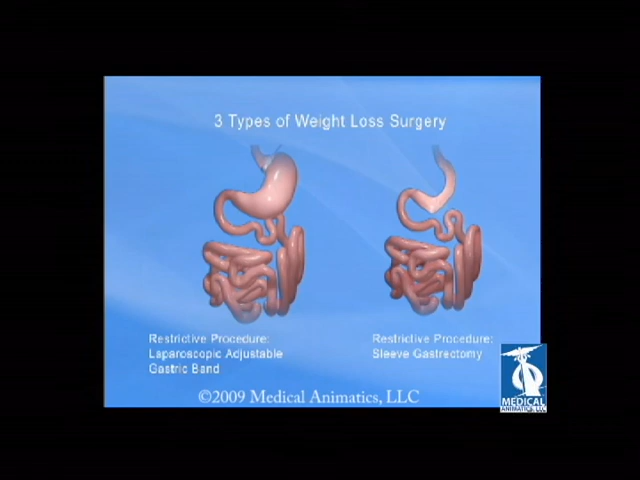 3 Types of Weight Loss Surgery
Restrictive Procedure:
Laparoscopic Adjustable
Gastric Band
Restrictive Procedure:
Sleeve Gastrectomy
©2009 Medical Animatics, LLC
MEDICAL
ANIMATICS, LLC